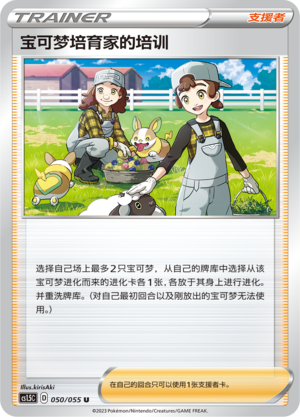 TRAINER 支援者
宝可梦培育家的培训
选择自己场上最多2只宝可梦，从自己的牌库中选择从该
宝可梦进化而来的进化卡各1张，各放于其身上进行进化。
并重洗牌库。（对自己最初回合以及刚放出的宝可梦无法使
用。）
Illus.kirisAki
cs1.5C D 050/055 U
在自己的回合只可以使用1张支援者卡。
©2023 Pokémon/Nintendo/Creatures/GAME FREAK.